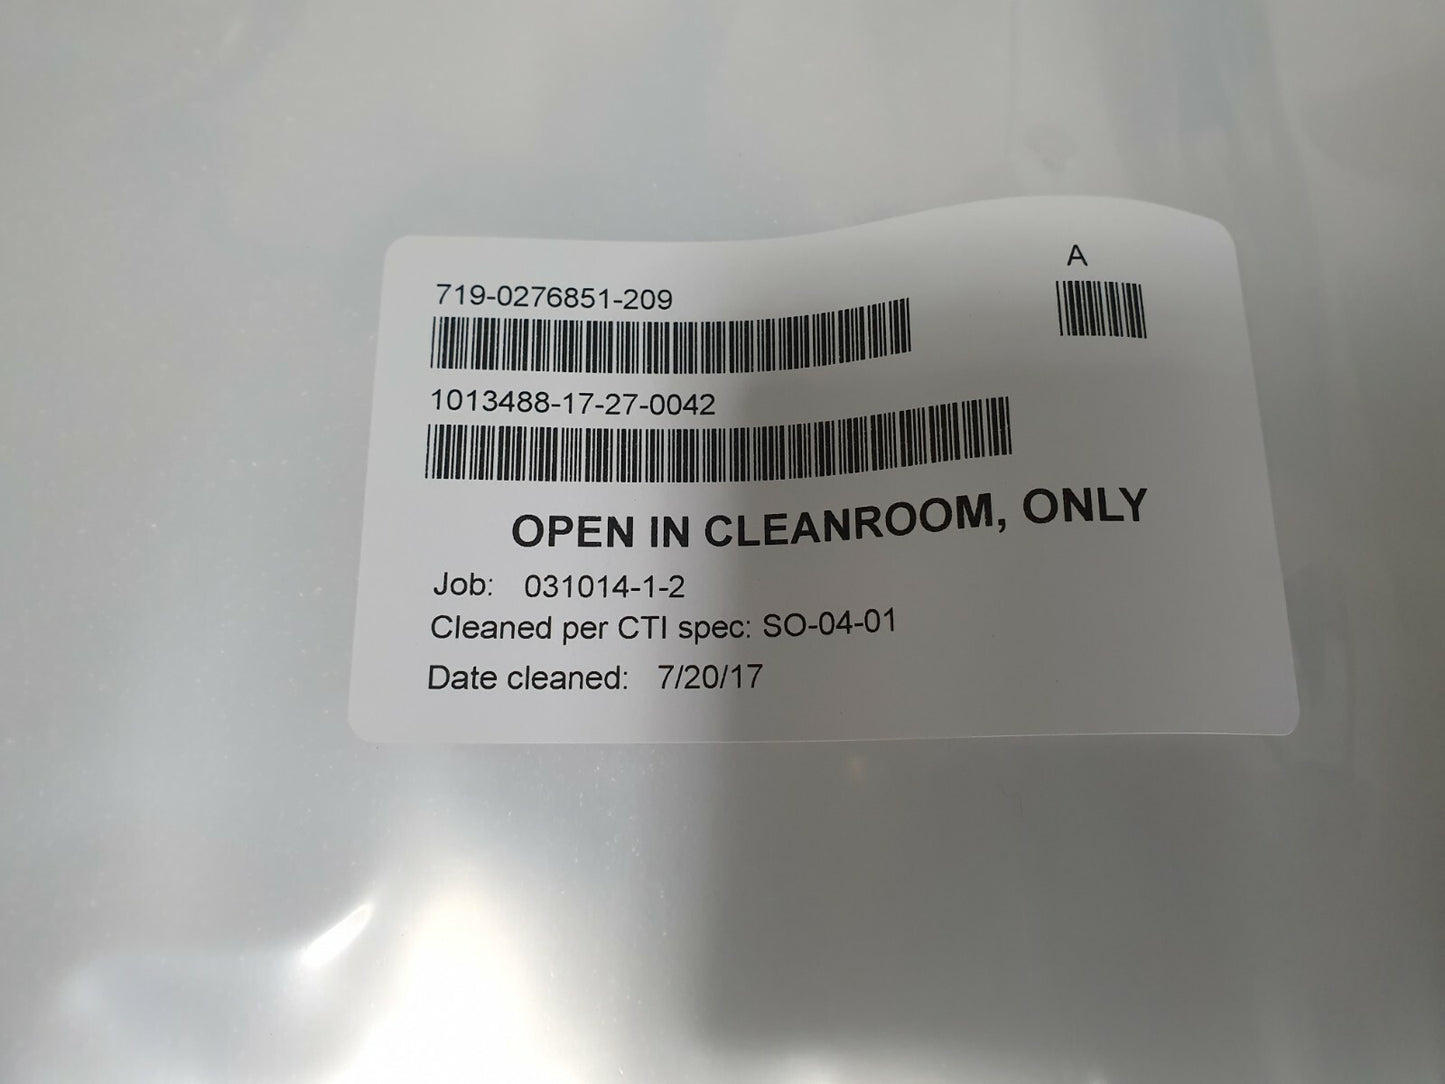 A
719-0276851-209
1013488-17-27-0042
OPEN IN CLEANROOM, ONLY
Job: 031014-1-2
Cleaned per CTI spec: SO-04-01
Date cleaned: 7/20/17